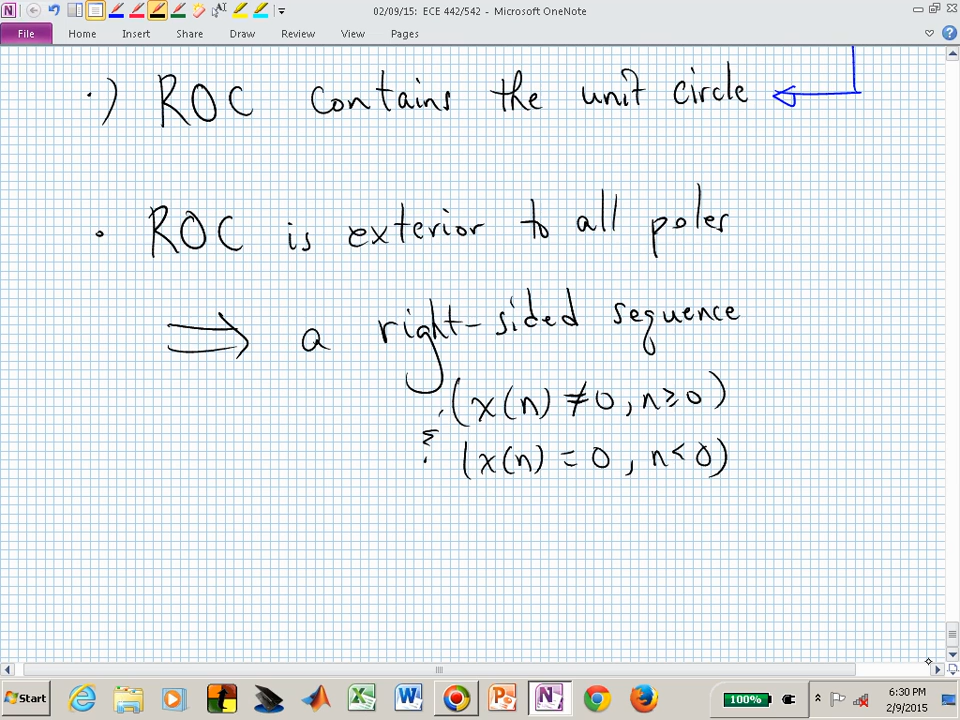 02/09/15: ECE 442/542 - Microsoft OneNote
File Home Insert Share Draw Review View Pages
·) ROC contains the unit circle
• ROC is exterior to all poles
⇒ a right-sided sequence
(x(n) ≠ 0, n ≥ 0)
(x(n) = 0, n < 0)
Start
100%
6:30 PM
2/9/2015